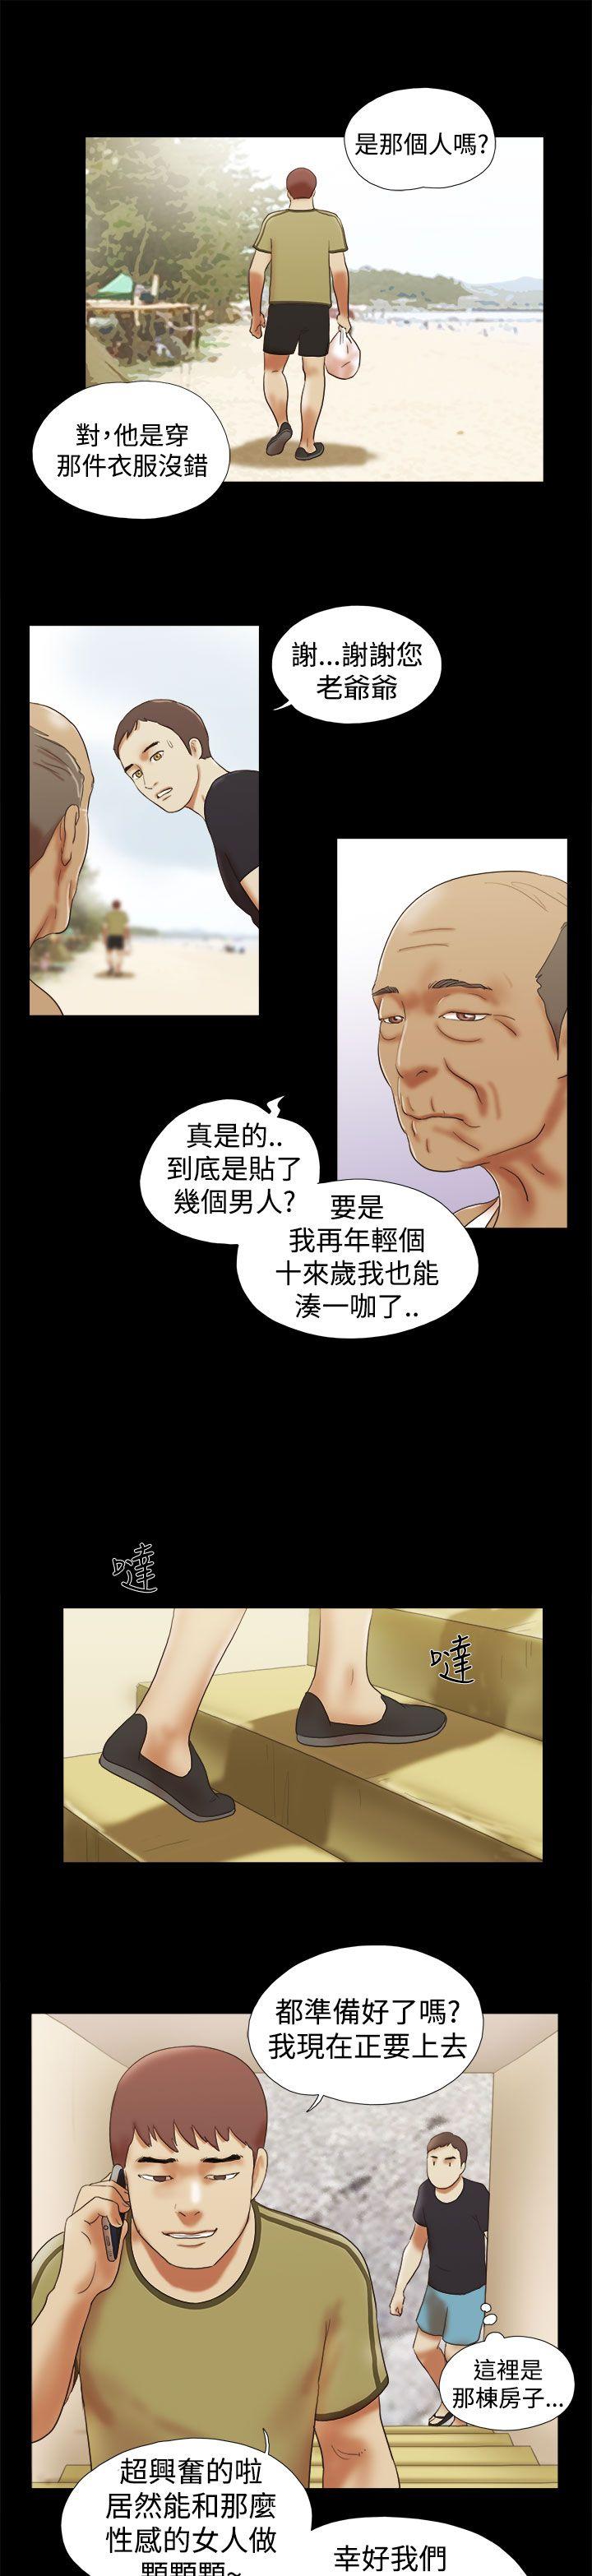 是那個人嗎?
對,他是穿
那件衣服沒錯
謝...謝謝您
老爺爺
真是的..
到底是貼了
幾個男人?
要是
我再年輕個
十來歲我也能
湊一咖了..
噠
噠
都準備好了嗎?
我現在正要上去
這裡是
那棟房子...
超興奮的啦
居然能和那麼
性感的女人做
顆顆顆~
幸好我們